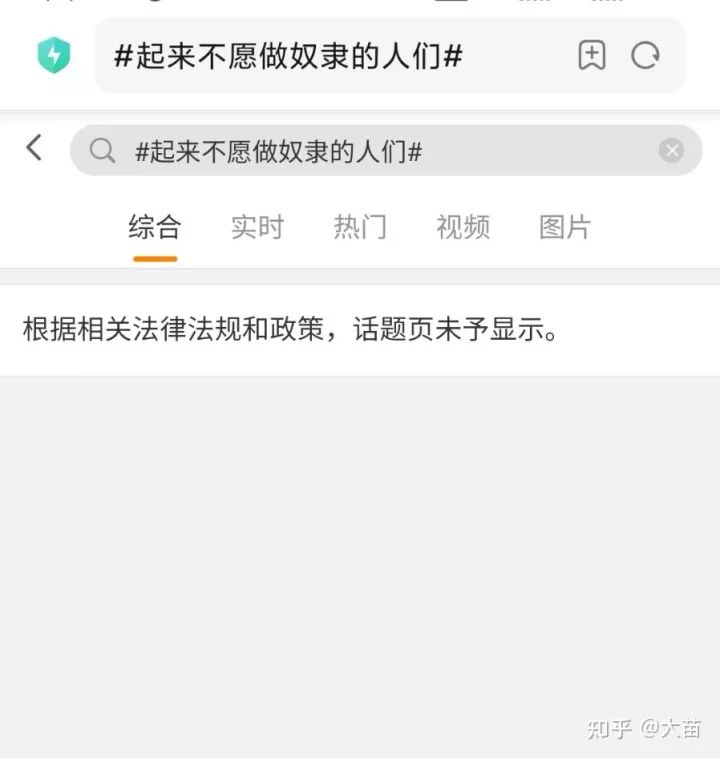 #起来不愿做奴隶的人们#
#起来不愿做奴隶的人们#
综合 实时 热门 视频 图片
根据相关法律法规和政策，话题页未予显示。
知乎 @大苗